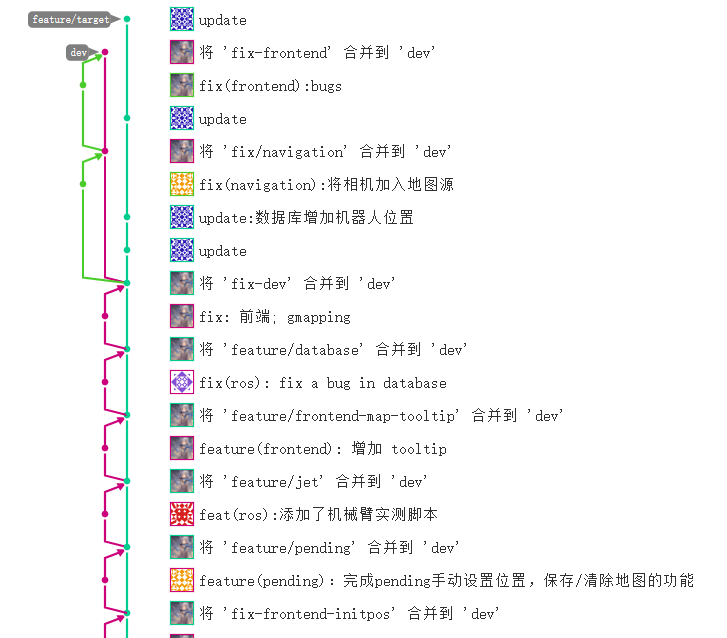 feature/target
update
dev
将 'fix-frontend' 合并到 'dev'
fix(frontend):bugs
update
将 'fix/navigation' 合并到 'dev'
fix(navigation):将相机加入地图源
update:数据库增加机器人位置
update
将 'fix-dev' 合并到 'dev'
fix: 前端; gmapping
将 'feature/database' 合并到 'dev'
fix(ros): fix a bug in database
将 'feature/frontend-map-tooltip' 合并到 'dev'
feature(frontend): 增加 tooltip
将 'feature/jet' 合并到 'dev'
feat(ros):添加了机械臂实测脚本
将 'feature/pending' 合并到 'dev'
feature(pending): 完成pending手动设置位置，保存/清除地图的功能
将 'fix-frontend-initpos' 合并到 'dev'